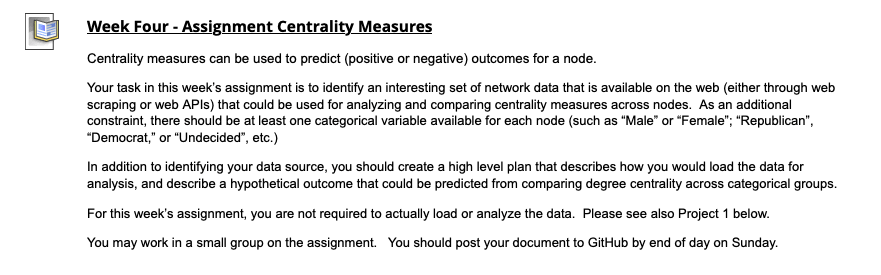 Week Four - Assignment Centrality Measures
Centrality measures can be used to predict (positive or negative) outcomes for a node.
Your task in this week's assignment is to identify an interesting set of network data that is available on the web (either through web
scraping or web APIs) that could be used for analyzing and comparing centrality measures across nodes.  As an additional
constraint, there should be at least one categorical variable available for each node (such as “Male” or “Female”; “Republican”,
“Democrat,” or “Undecided”, etc.)
In addition to identifying your data source, you should create a high level plan that describes how you would load the data for
analysis, and describe a hypothetical outcome that could be predicted from comparing degree centrality across categorical groups.
For this week’s assignment, you are not required to actually load or analyze the data.  Please see also Project 1 below.
You may work in a small group on the assignment.   You should post your document to GitHub by end of day on Sunday.